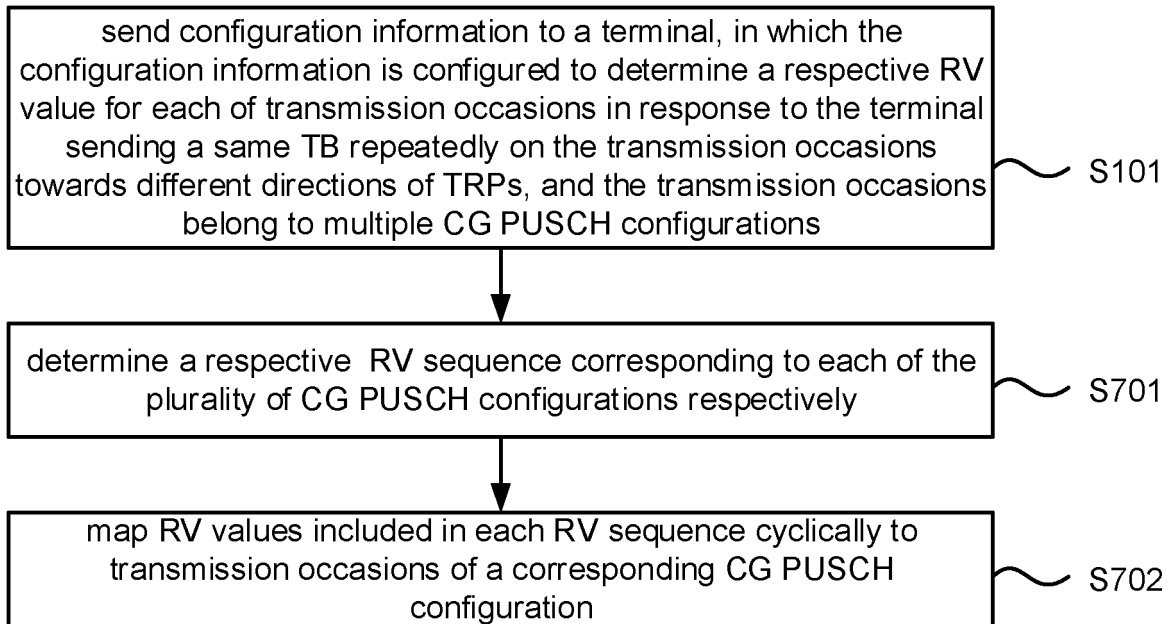 send configuration information to a terminal, in which the
configuration information is configured to determine a respective RV
value for each of transmission occasions in response to the terminal
sending a same TB repeatedly on the transmission occasions
towards different directions of TRPs, and the transmission occasions
belong to multiple CG PUSCH configurations
S101
determine a respective RV sequence corresponding to each of the
plurality of CG PUSCH configurations respectively
S701
map RV values included in each RV sequence cyclically to
transmission occasions of a corresponding CG PUSCH
configuration
S702